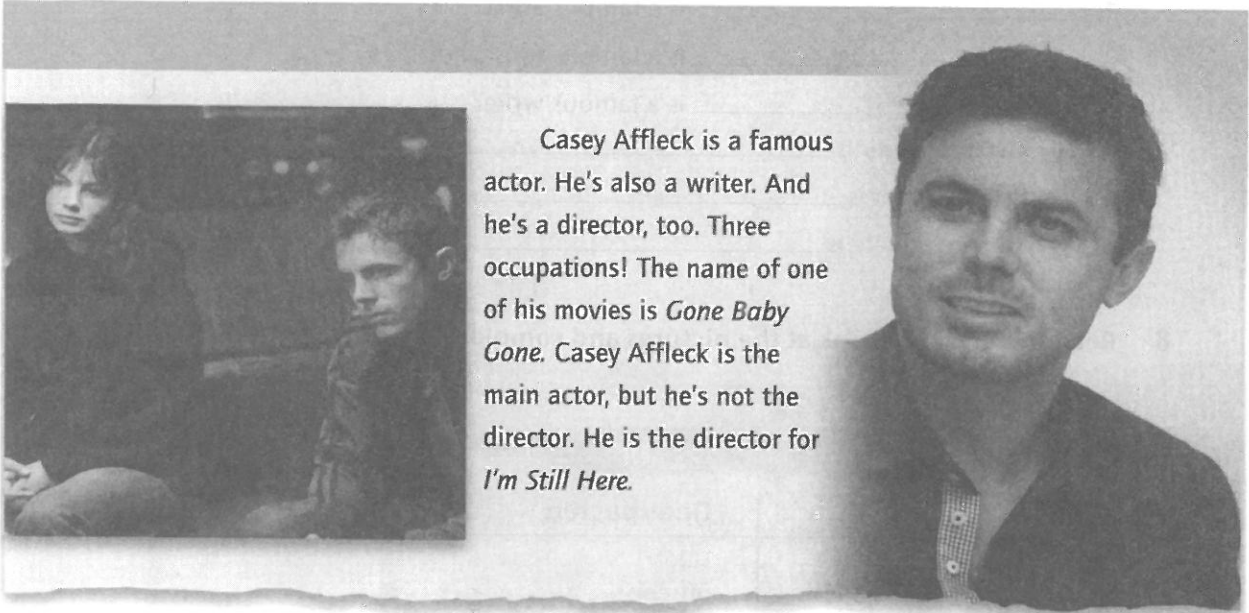 Casey Affleck is a famous
actor. He's also a writer. And
he's a director, too. Three
occupations! The name of one
of his movies is Gone Baby
Gone. Casey Affleck is the
main actor, but he's not the
director. He is the director for
I'm Still Here.